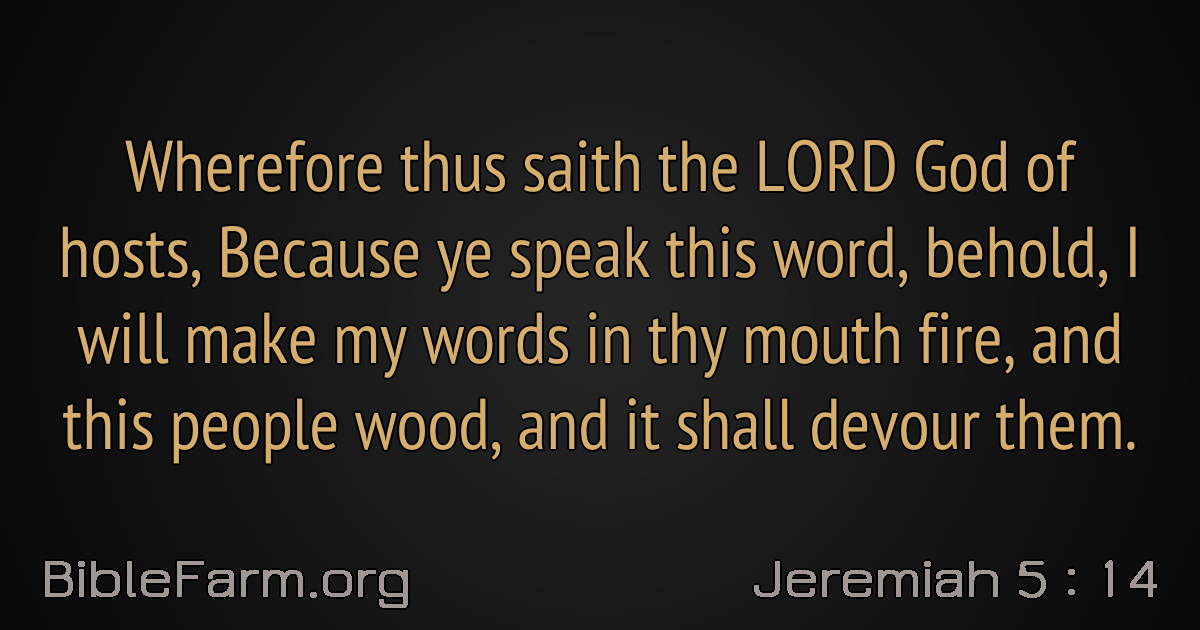 Wherefore thus saith the LORD God of
hosts, Because ye speak this word, behold, I
will make my words in thy mouth fire, and
this people wood, and it shall devour them.
BibleFarm.org
Jeremiah 5 : 14